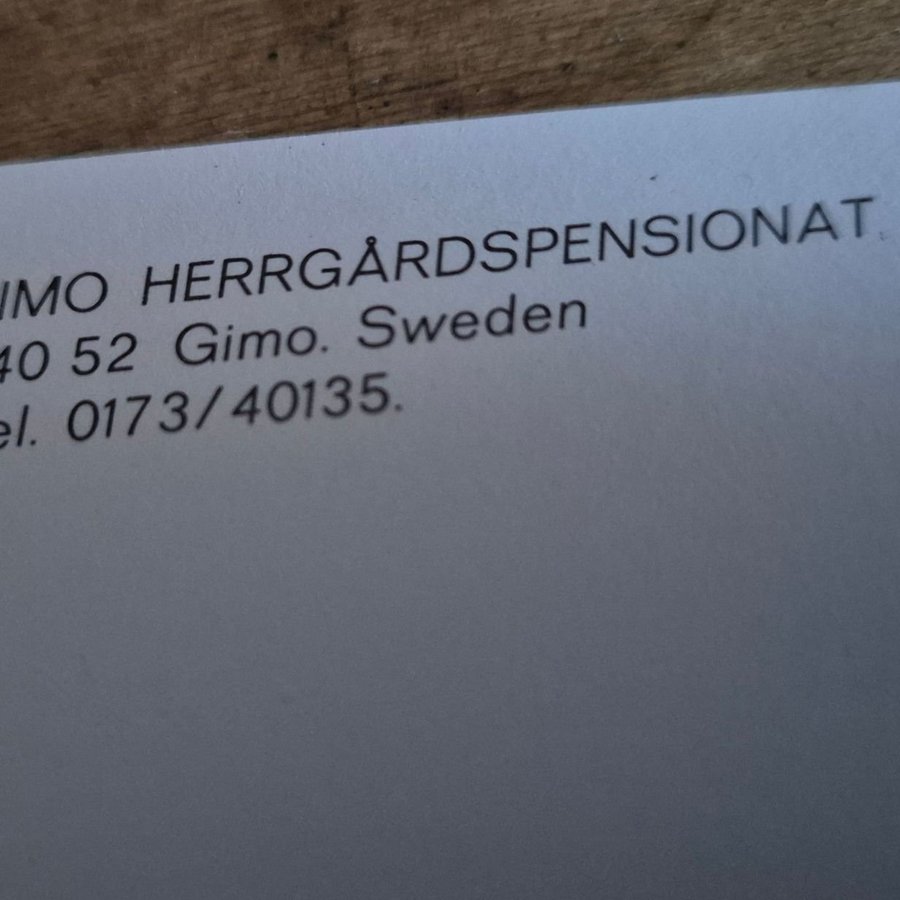 IMO HERRGÅRDSPENSIONAT.
40 52 Gimo. Sweden
el. 0173/40135.